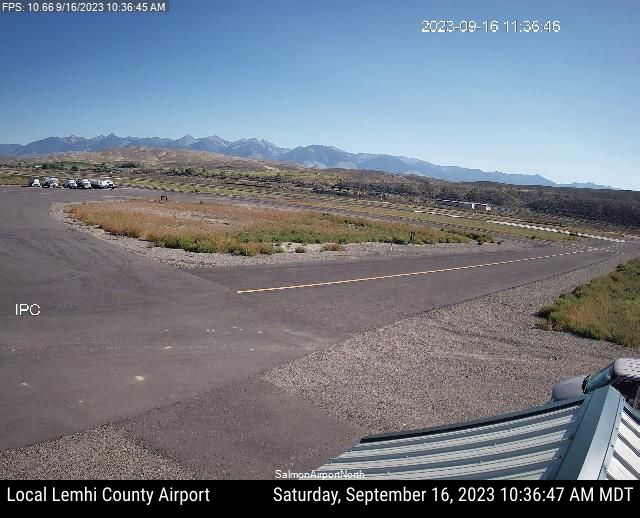 FPS: 10.66 9/16/2023 10:36:45 AM
2023-09-16 11:36:46
IPC
SalmonAirportNorth
Local Lemhi County Airport Saturday, September 16, 2023 10:36:47 AM MDT